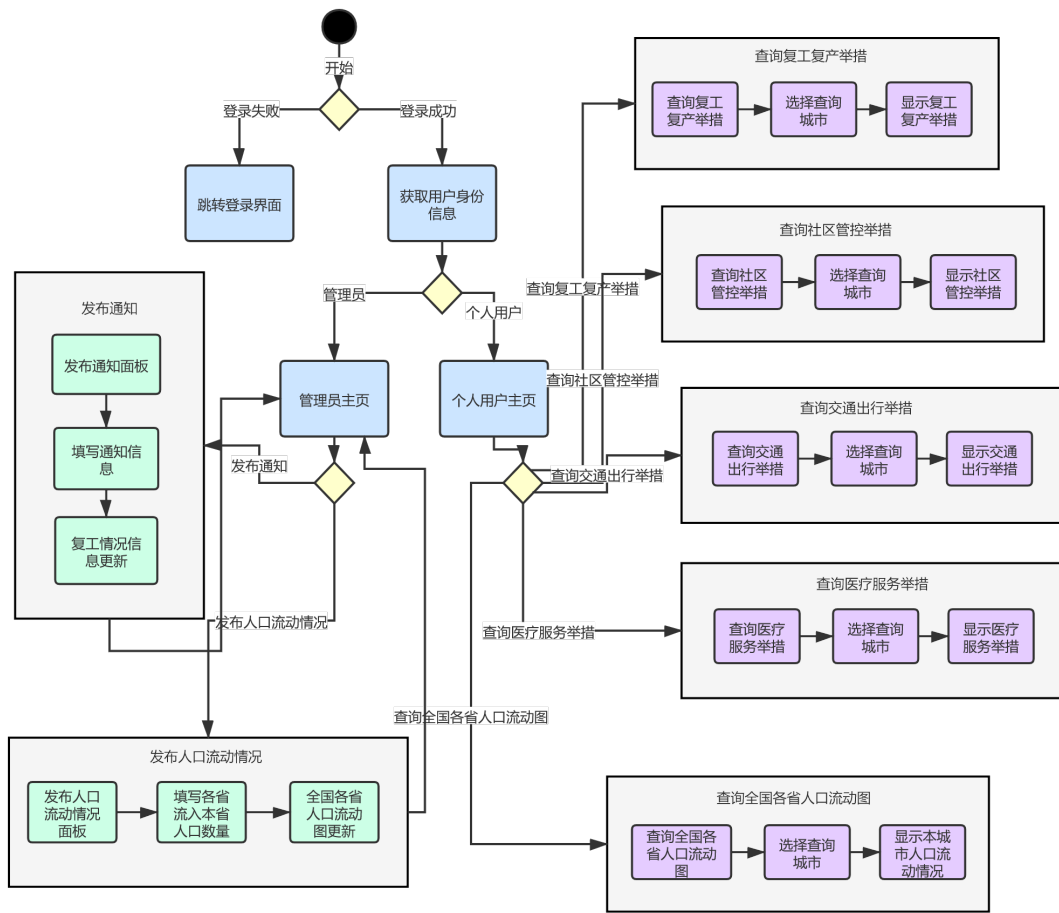 开始
登录失败
登录成功
跳转登录界面
获取用户身份
信息
管理员
个人用户
管理员主页
个人用户主页
发布通知
发布通知面板
填写通知信
息
复工情况信
息更新
发布通知
发布人口流动情况
发布人口流动情况
发布人口
流动情况
面板
填写各省
流入本省
人口数量
全国各省
人口流动
图更新
查询复工复产举措
查询社区管控举措
查询交通出行举措
查询医疗服务举措
查询全国各省人口流动图
查询复工复产举措
查询复工
复产举措
选择查询
城市
显示复工
复产举措
查询社区管控举措
查询社区
管控举措
选择查询
城市
显示社区
管控举措
查询交通出行举措
查询交通
出行举措
选择查询
城市
显示交通
出行举措
查询医疗服务举措
查询医疗
服务举措
选择查询
城市
显示医疗
服务举措
查询全国各省人口流动图
查询全国各
省人口流动
图
选择查询
城市
显示本城
市人口流
动情况